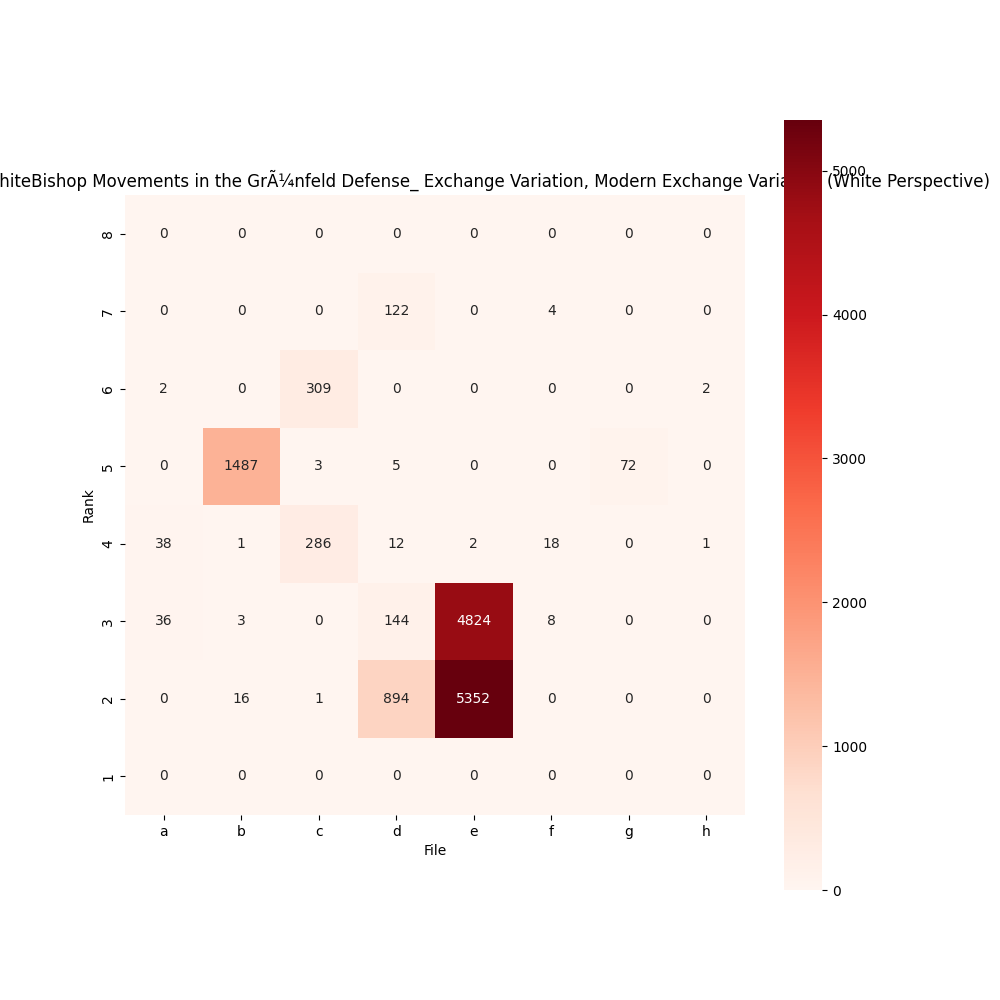 hiteBishop Movements in the GrÃ¼nfeld Defense_ Exchange Variation, Modern Exchange Varia (White Perspective)
8 0 0 0 0 0 0 0 0
7 0 0 0 122 0 4 0 0
6 2 0 309 0 0 0 0 2
5 0 1487 3 5 0 0 72 0
4 38 1 286 12 2 18 0 1
3 36 3 0 144 4824 8 0 0
2 0 16 1 894 5352 0 0 0
1 0 0 0 0 0 0 0 0
a b c d e f g h
File
Rank
5000
4000
3000
2000
1000
0